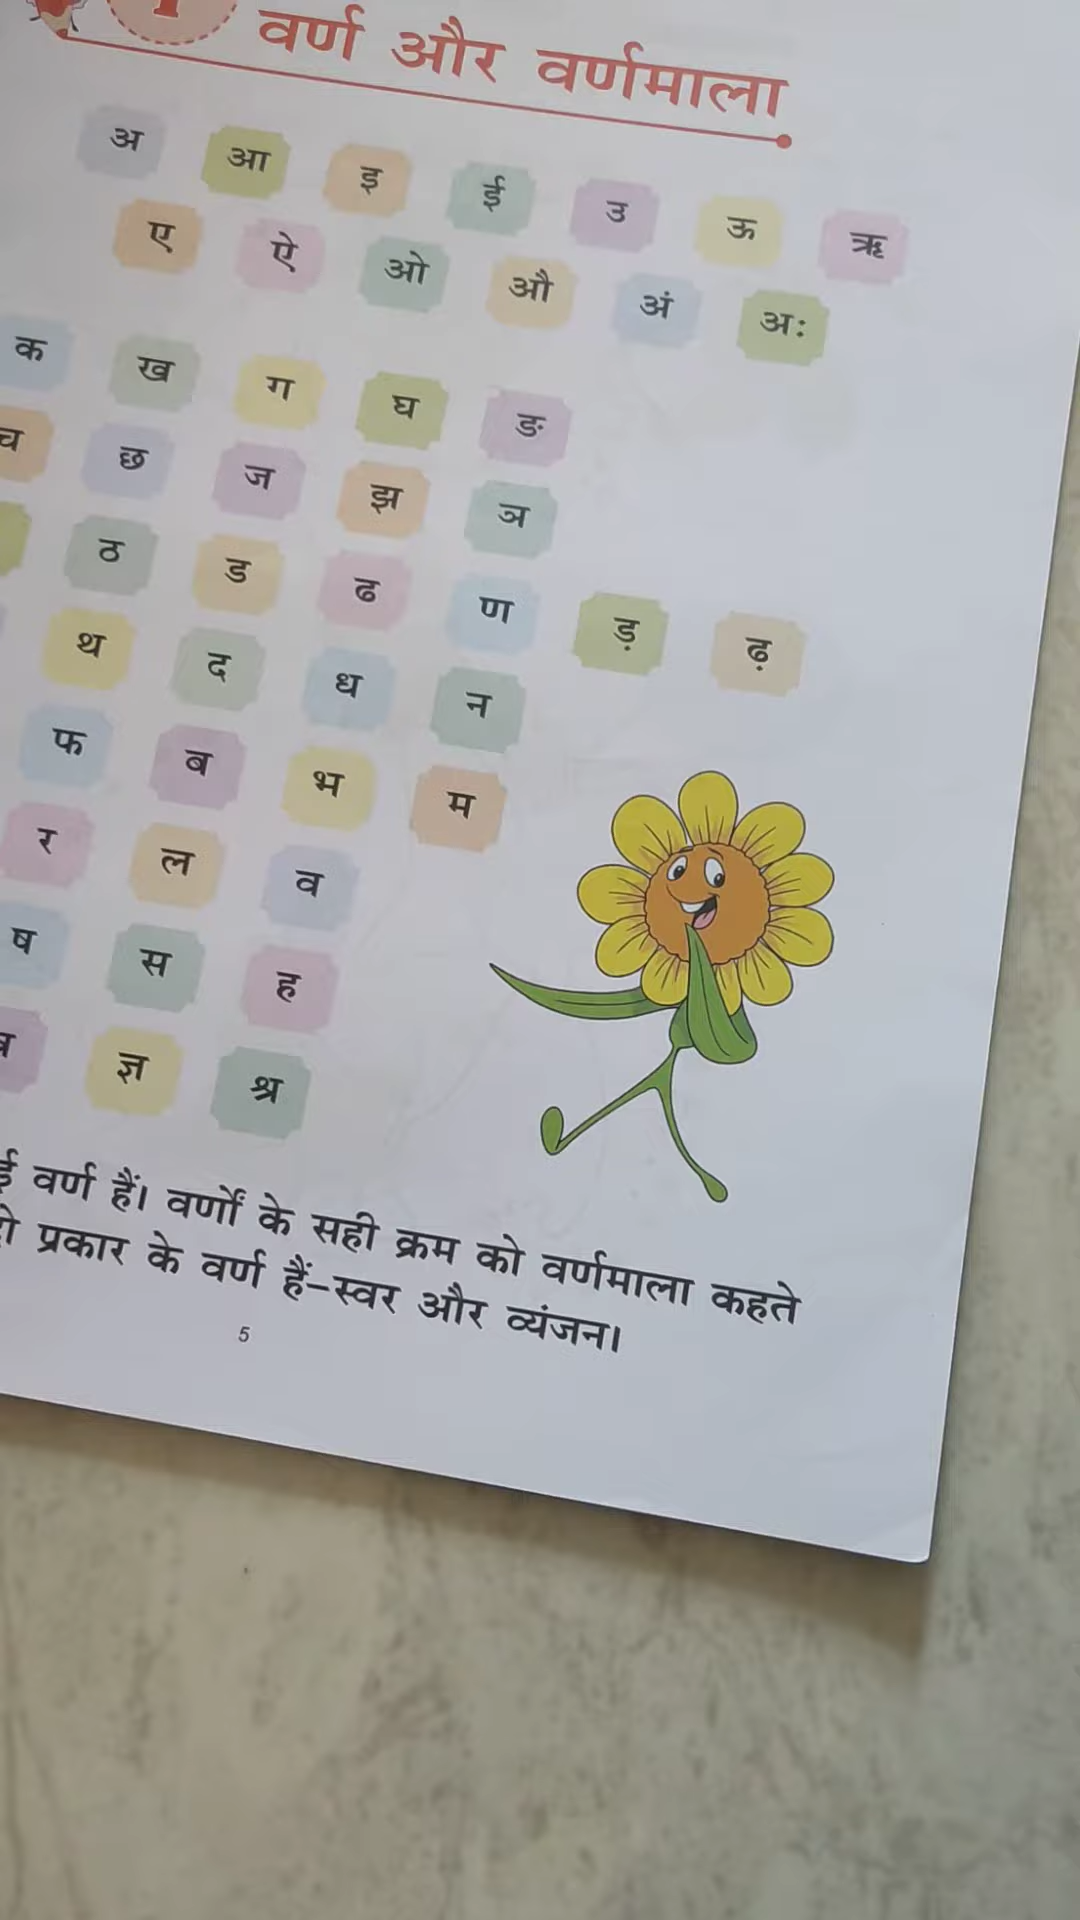 वर्ण और वर्णमाला
अ आ इ ई उ ऊ ऋ
ए ऐ ओ औ अं अः
क ख ग घ ङ
च छ ज झ ञ
ठ ड ढ ण ड़ ढ़
थ द ध न
फ ब भ म
र ल व
ष स ह
ज्ञ श्र
वर्ण हैं। वर्णों के सही क्रम को वर्णमाला कहते
प्रकार के वर्ण हैं–स्वर और व्यंजन।
5